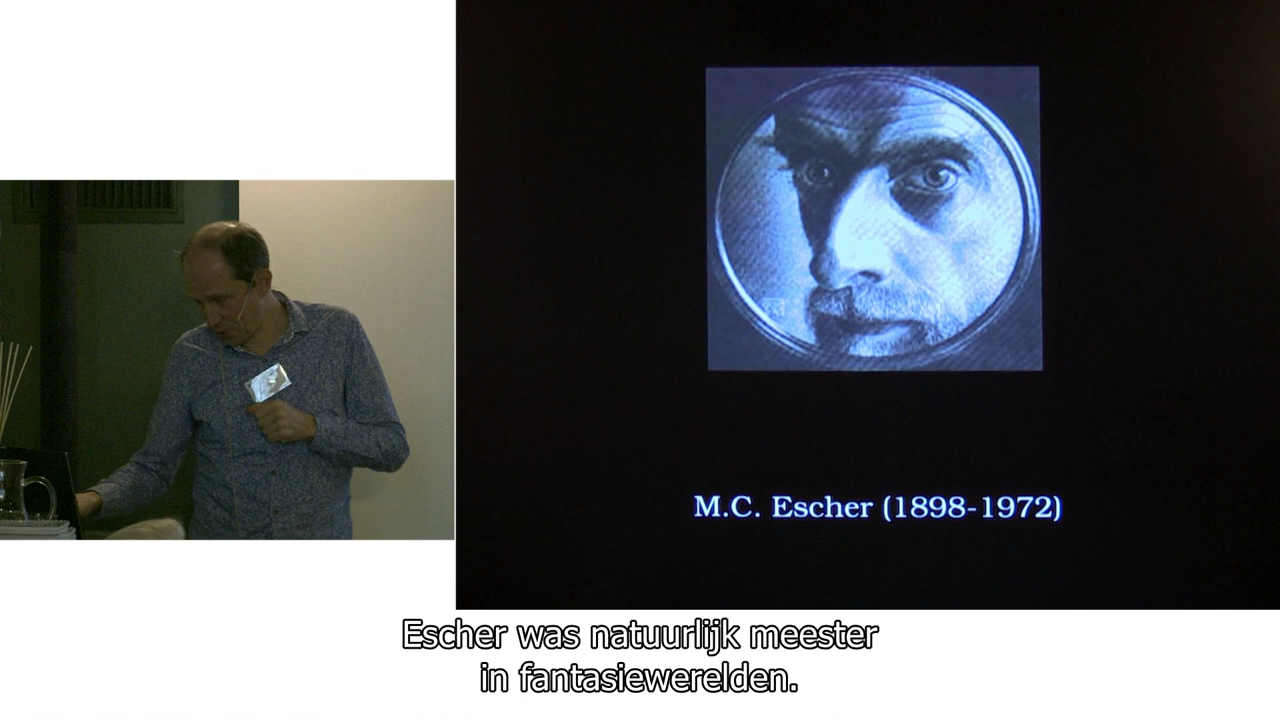 M.C. Escher (1898-1972)
Escher was natuurlijk meester
in fantasiewerelden.